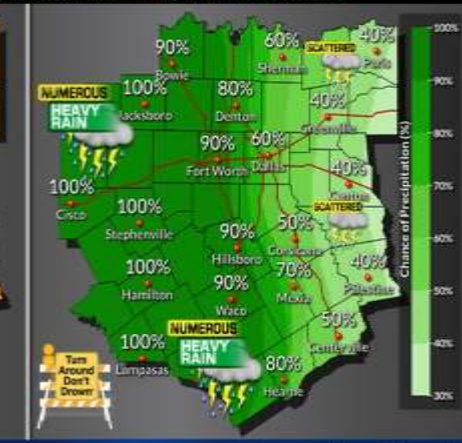 90%
Bowie
60%
Sherman
SCATTERED
40%
Paris
NUMEROUS
HEAVY
RAIN
100%
Jacksboro
80%
Denton
40%
Greenville
90%
Fort Worth
60%
Dallas
100%
Cisco
40%
Canton
SCATTERED
100%
Stephenville
90%
Hillsboro
50%
Corsicana
100%
Hamilton
90%
Waco
70%
Mexia
40%
Palestine
NUMEROUS
HEAVY
RAIN
50%
Centerville
100%
Lampasas
80%
Hearne
Turn
Around
Don't
Drown
Chance of Precipitation (%)
100%
90%
80%
70%
60%
50%
40%
30%